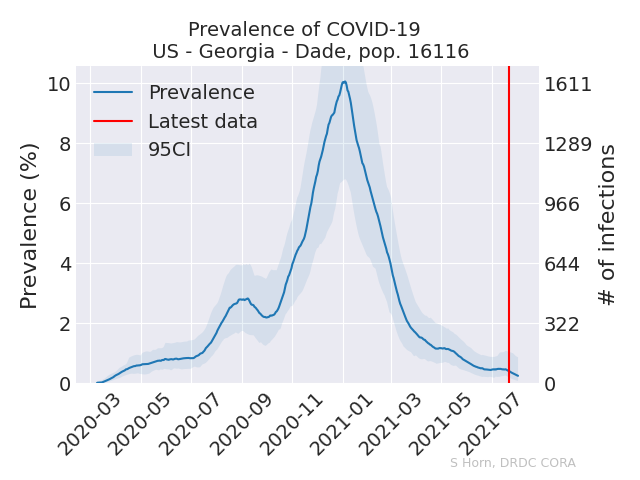 Prevalence of COVID-19
US - Georgia - Dade, pop. 16116
Prevalence
Latest data
95CI
Prevalence (%)
10
8
6
4
2
0
1611
1289
966
644
322
0
# of infections
2020-03
2020-05
2020-07
2020-09
2020-11
2021-01
2021-03
2021-05
2021-07
S Horn, DRDC CORA